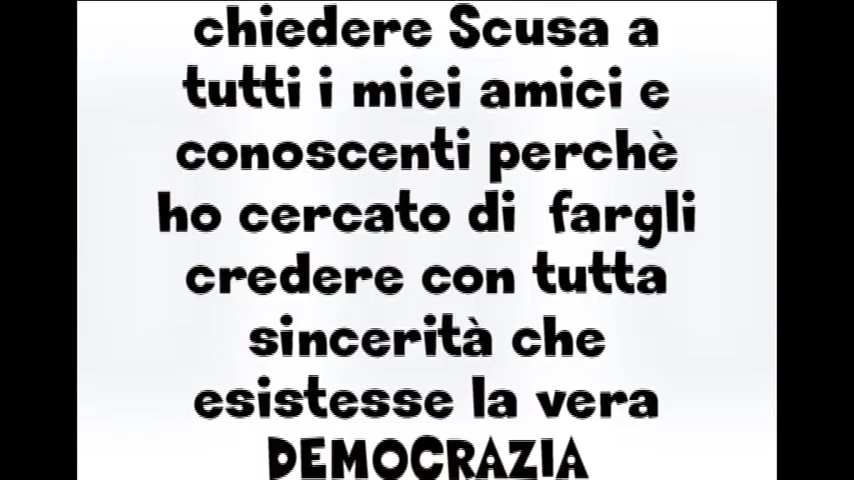 chiedere Scusa a
tutti i miei amici e
conoscenti perchè
ho cercato di fargli
credere con tutta
sincerità che
esistesse la vera
DEMOCRAZIA